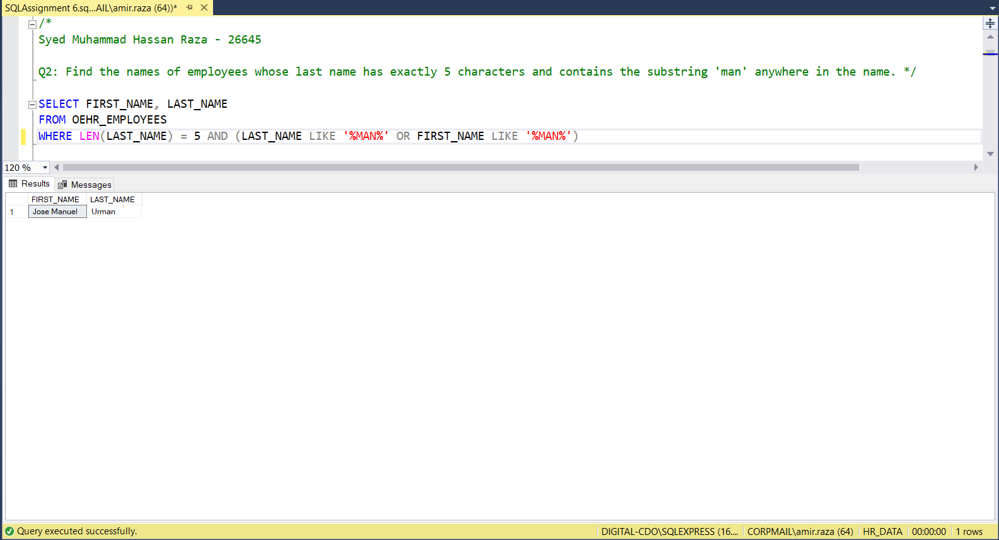 SQLAssignment 6.sq...AIL\amir.raza (64))*
/*
Syed Muhammad Hassan Raza - 26645
Q2: Find the names of employees whose last name has exactly 5 characters and contains the substring 'man' anywhere in the name. */
SELECT FIRST_NAME, LAST_NAME
FROM OEHR_EMPLOYEES
WHERE LEN(LAST_NAME) = 5 AND (LAST_NAME LIKE '%MAN%' OR FIRST_NAME LIKE '%MAN%')
120 %
Results Messages
FIRST_NAME LAST_NAME
1 Jose Manuel Urman
Query executed successfully. DIGITAL-CDO\SQLEXPRESS (16.... CORPMAIL\amir.raza (64) HR_DATA 00:00:00 1 rows